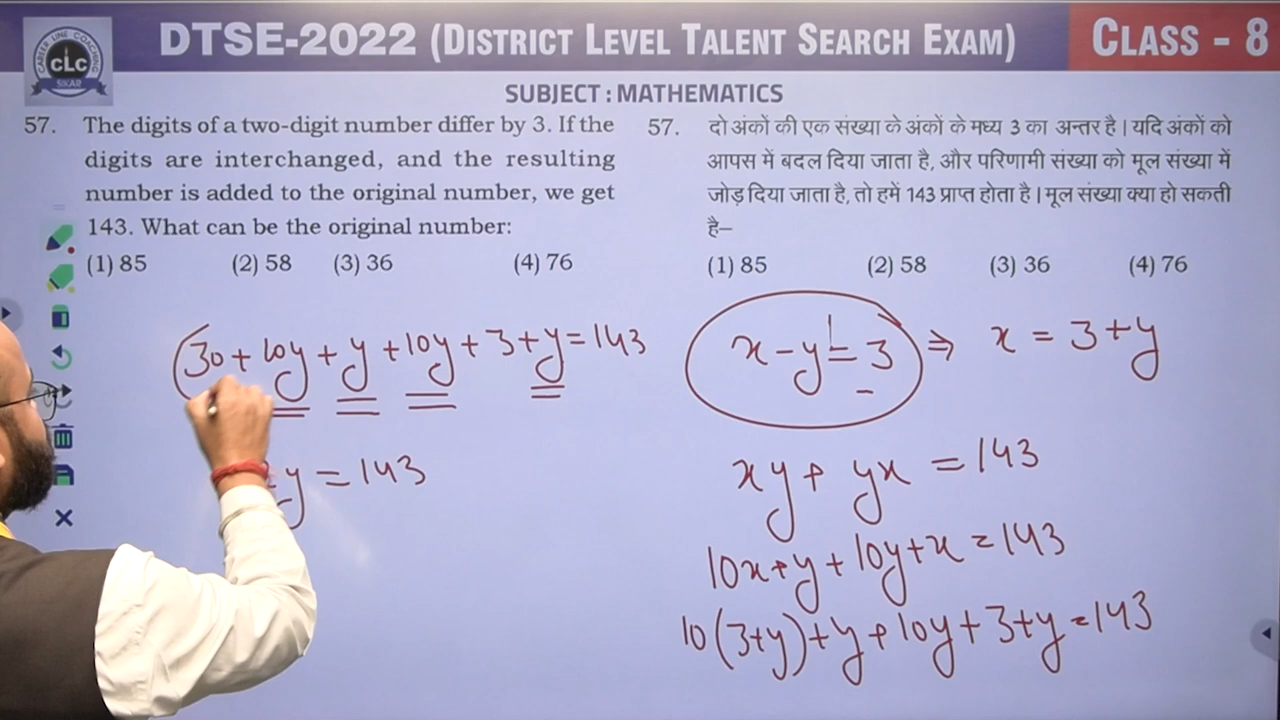 CAREER LINE COACHING
CLC
SIKAR
DTSE-2022 (DISTRICT LEVEL TALENT SEARCH EXAM)
CLASS - 8
SUBJECT : MATHEMATICS
57. The digits of a two-digit number differ by 3. If the
digits are interchanged, and the resulting
number is added to the original number, we get
143. What can be the original number:
(1) 85 (2) 58 (3) 36 (4) 76
57. दो अंकों की एक संख्या के अंकों के मध्य 3 का अन्तर है। यदि अंकों को
आपस में बदल दिया जाता है, और परिणामी संख्या को मूल संख्या में
जोड़ दिया जाता है, तो हमें 143 प्राप्त होता है। मूल संख्या क्या हो सकती
है–
(1) 85 (2) 58 (3) 36 (4) 76
30+10y+y+10y+3+y=143
y=143
x-y=3 ⇒ x=3+y
xy+yx=143
10x+y+10y+x=143
10(3+y)+y+10y+3+y=143